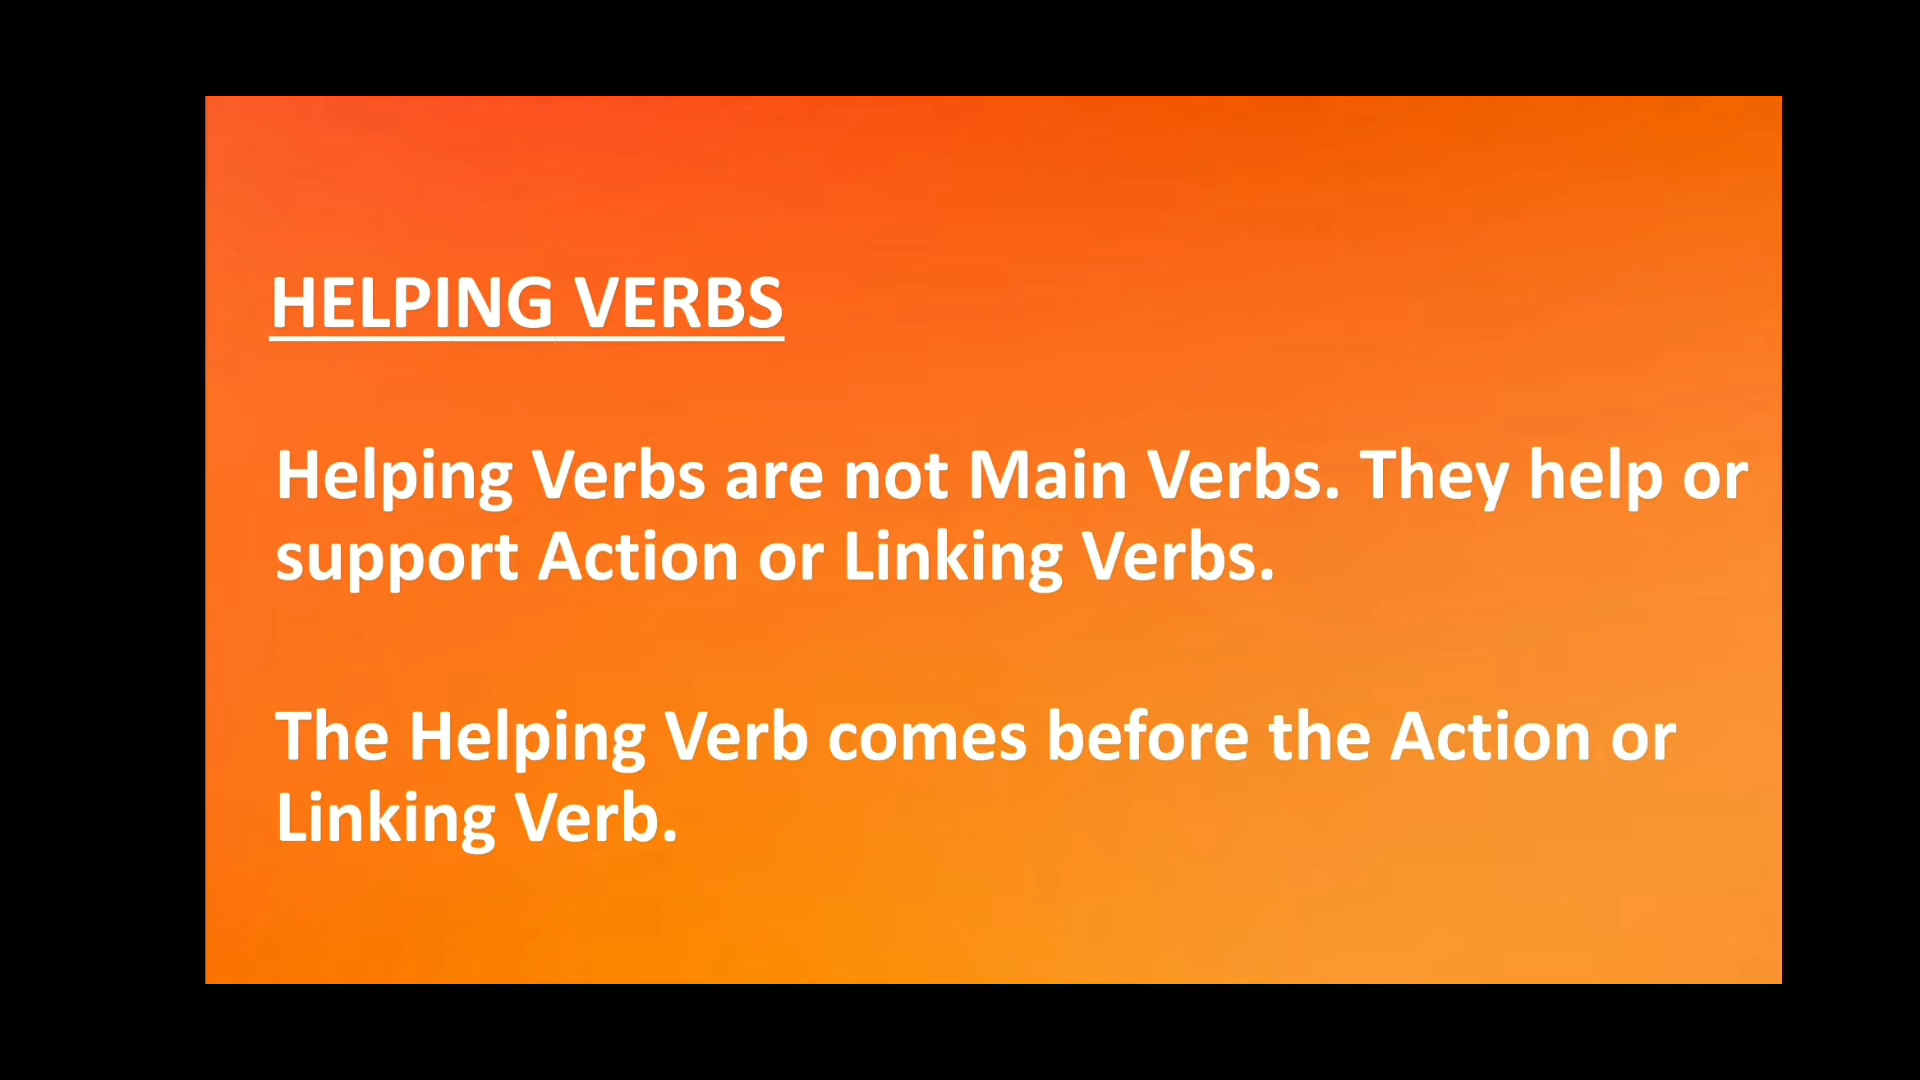 HELPING VERBS
Helping Verbs are not Main Verbs. They help or
support Action or Linking Verbs.
The Helping Verb comes before the Action or
Linking Verb.